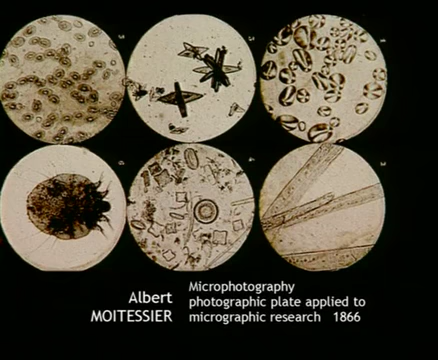 Albert
MOITESSIER
Microphotography
photographic plate applied to
micrographic research 1866